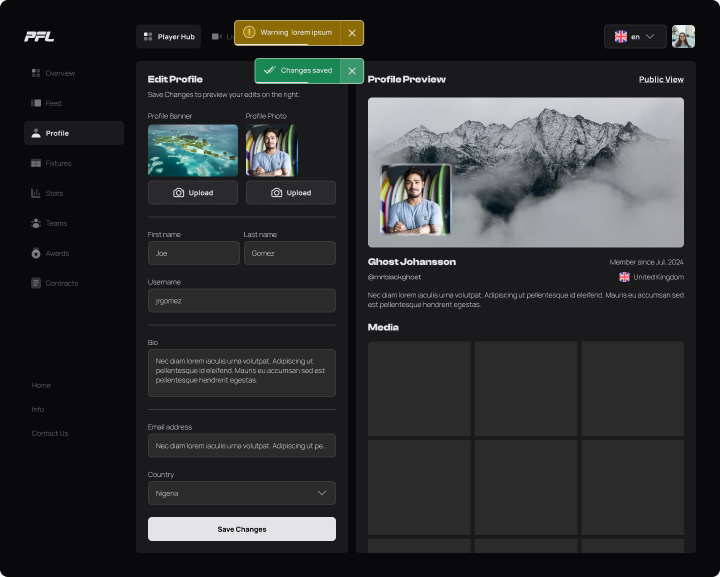 PFL
Player Hub
Warning lorem ipsum
en
Changes saved
Overview
Feed
Profile
Fixtures
Stats
Teams
Awards
Contracts
Home
Info
Contact Us
Edit Profile
Save Changes to preview your edits on the right.
Profile Banner
Profile Photo
Upload
Upload
First name
Last name
Joe
Gomez
Username
jrgomez
Bio
Nec diam lorem iaculis urna volutpat. Adipiscing ut
pellentesque id eleifend. Mauris eu accumsan sed est
pellentesque hendrerit egestas.
Email address
Nec diam lorem iaculis urna volutpat. Adipiscing ut pe...
Country
Nigeria
Save Changes
Profile Preview
Public View
Ghost Johansson
Member since Jul, 2024
@mrblackghost
United Kingdom
Nec diam lorem iaculis urna volutpat. Adipiscing ut pellentesque id eleifend. Mauris eu accumsan sed
est pellentesque hendrerit egestas.
Media